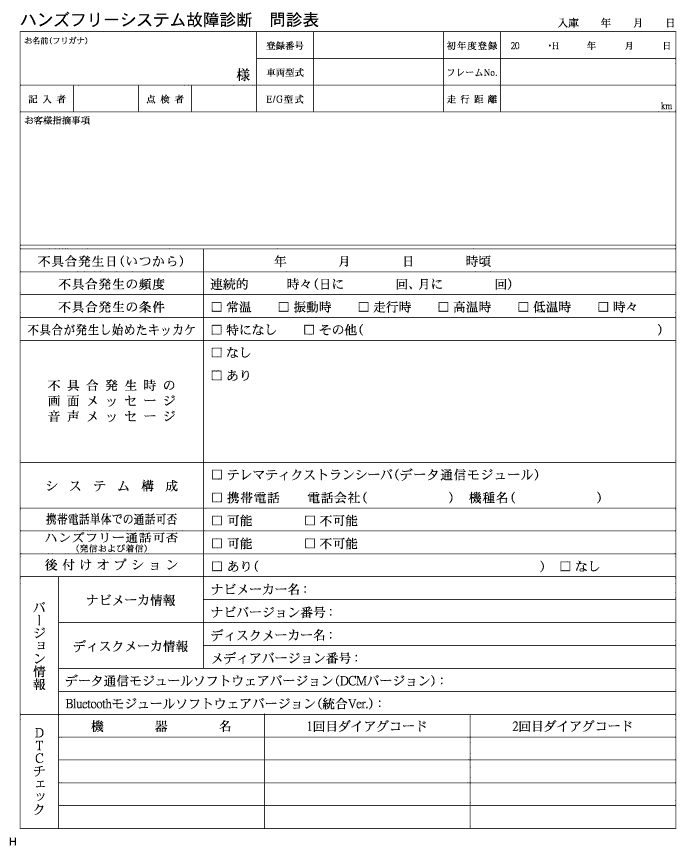 ハンズフリーシステム故障診断　問診表
入庫　年　月　日
お名前(フリガナ)
様
登録番号
初年度登録
20　・H　年　月　日
車両型式
フレームNo.
記入者
点検者
E/G型式
走行距離
km
お客様指摘事項
不具合発生日(いつから)
年　月　日　時頃
不具合発生の頻度
連続的　時々(日に　回、月に　回)
不具合発生の条件
□ 常温　□ 振動時　□ 走行時　□ 高温時　□ 低温時　□ 時々
不具合が発生し始めたキッカケ
□ 特になし　□ その他(　)
不具合発生時の
画面メッセージ
音声メッセージ
□ なし
□ あり
システム構成
□ テレマティクストランシーバ(データ通信モジュール)
□ 携帯電話　電話会社(　)　機種名(　)
携帯電話単体での通話可否
□ 可能　□ 不可能
ハンズフリー通話可否
(発信および着信)
□ 可能　□ 不可能
後付けオプション
□ あり(　)　□ なし
バージョン情報
ナビメーカ情報
ナビメーカー名：
ナビバージョン番号：
ディスクメーカ情報
ディスクメーカー名：
メディアバージョン番号：
データ通信モジュールソフトウェアバージョン(DCMバージョン)：
Bluetoothモジュールソフトウェアバージョン(統合Ver.)：
DTCチェック
機器名
1回目ダイアグコード
2回目ダイアグコード
H